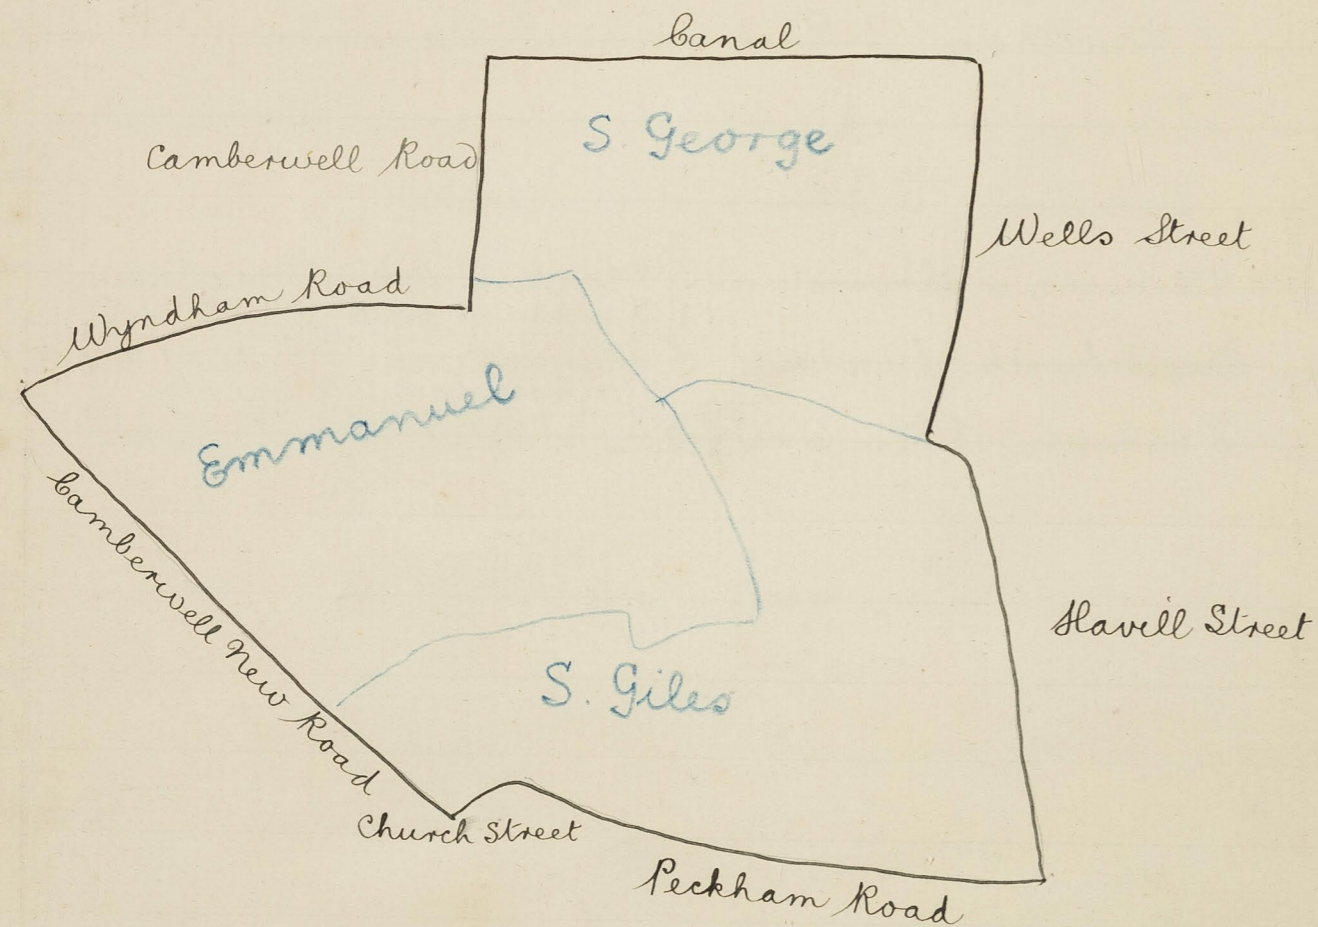 Canal
S. George
Camberwell Road
Wells Street
Wyndham Road
Emmanuel
Camberwell New Road
Havill Street
S. Giles
Church Street
Peckham Road